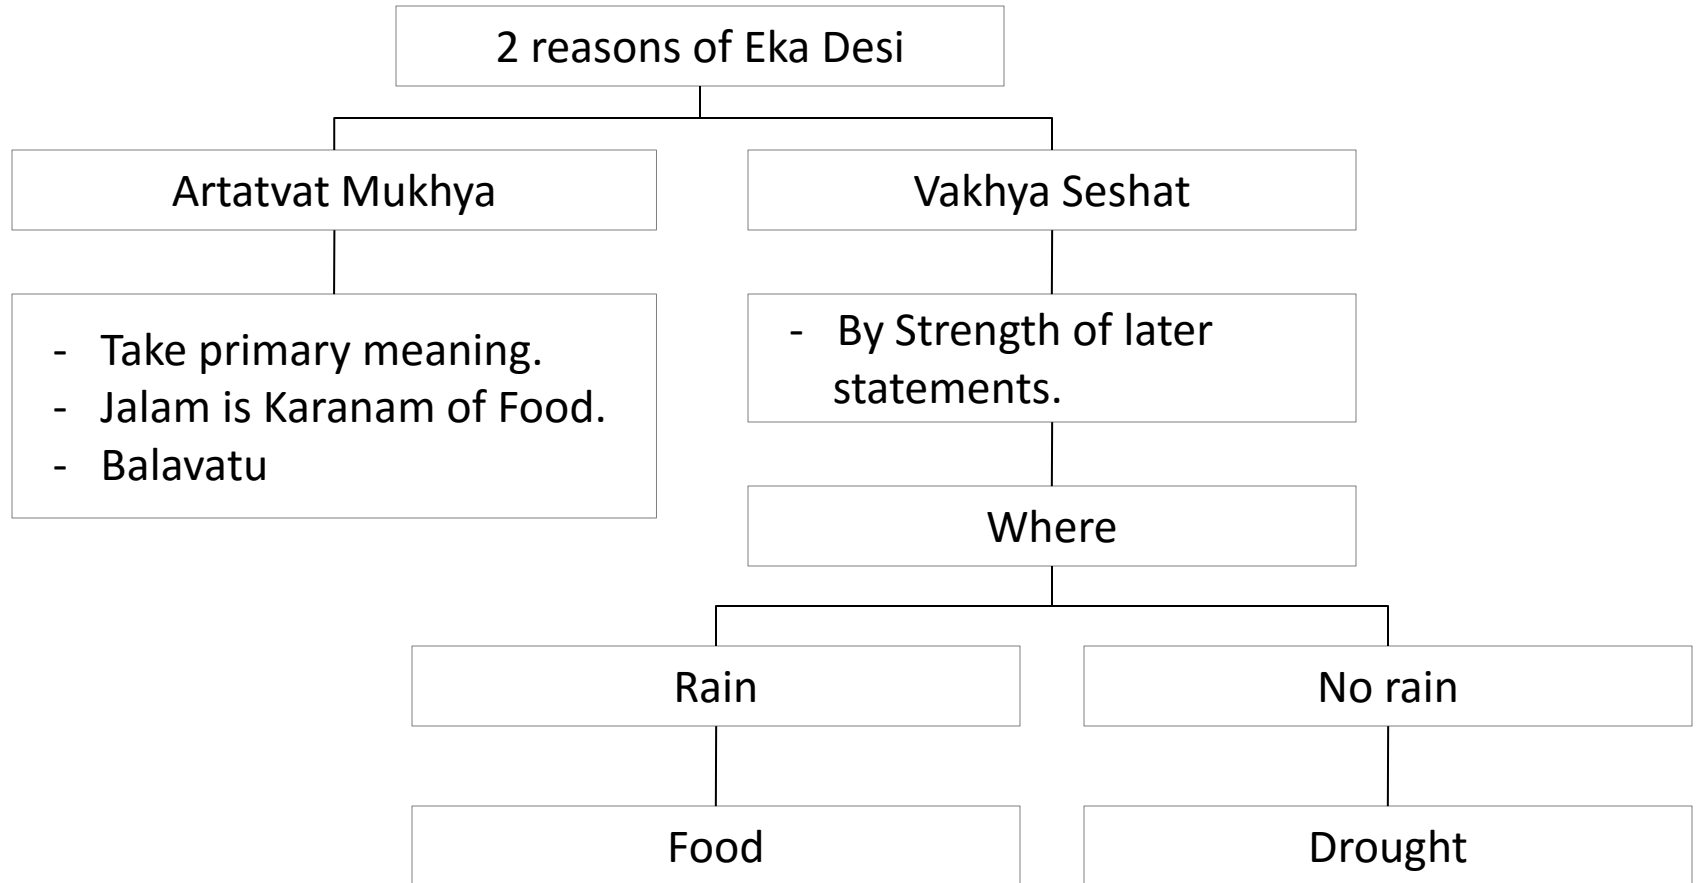 2 reasons of Eka Desi
Artatvat Mukhya
Vakhya Seshat
- Take primary meaning.
- Jalam is Karanam of Food.
- Balavatu
- By Strength of later
statements.
Where
Rain
No rain
Food
Drought